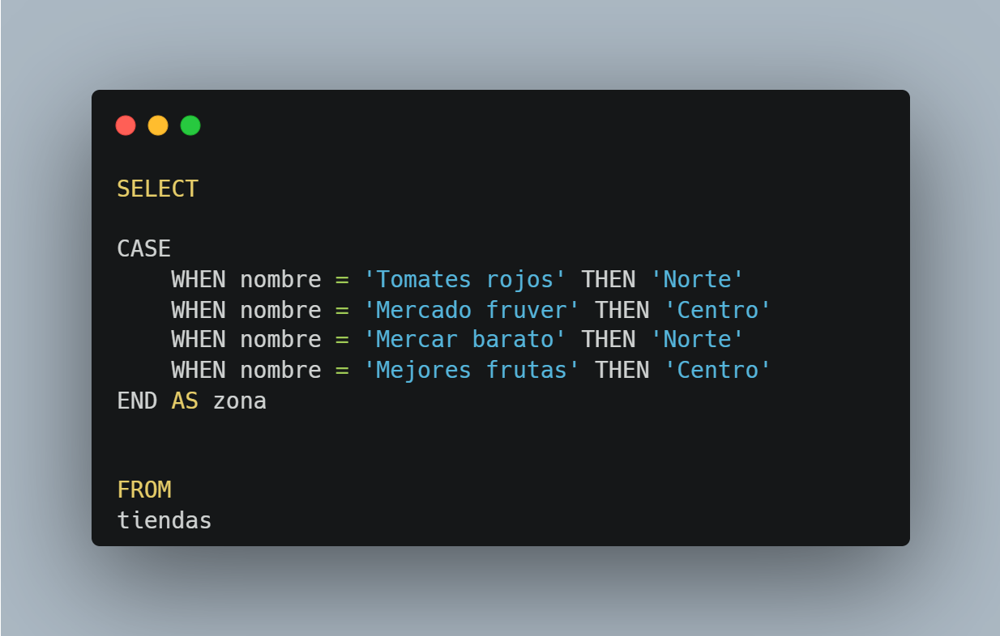 SELECT
CASE
    WHEN nombre = 'Tomates rojos' THEN 'Norte'
    WHEN nombre = 'Mercado fruver' THEN 'Centro'
    WHEN nombre = 'Mercar barato' THEN 'Norte'
    WHEN nombre = 'Mejores frutas' THEN 'Centro'
END AS zona
FROM
tiendas